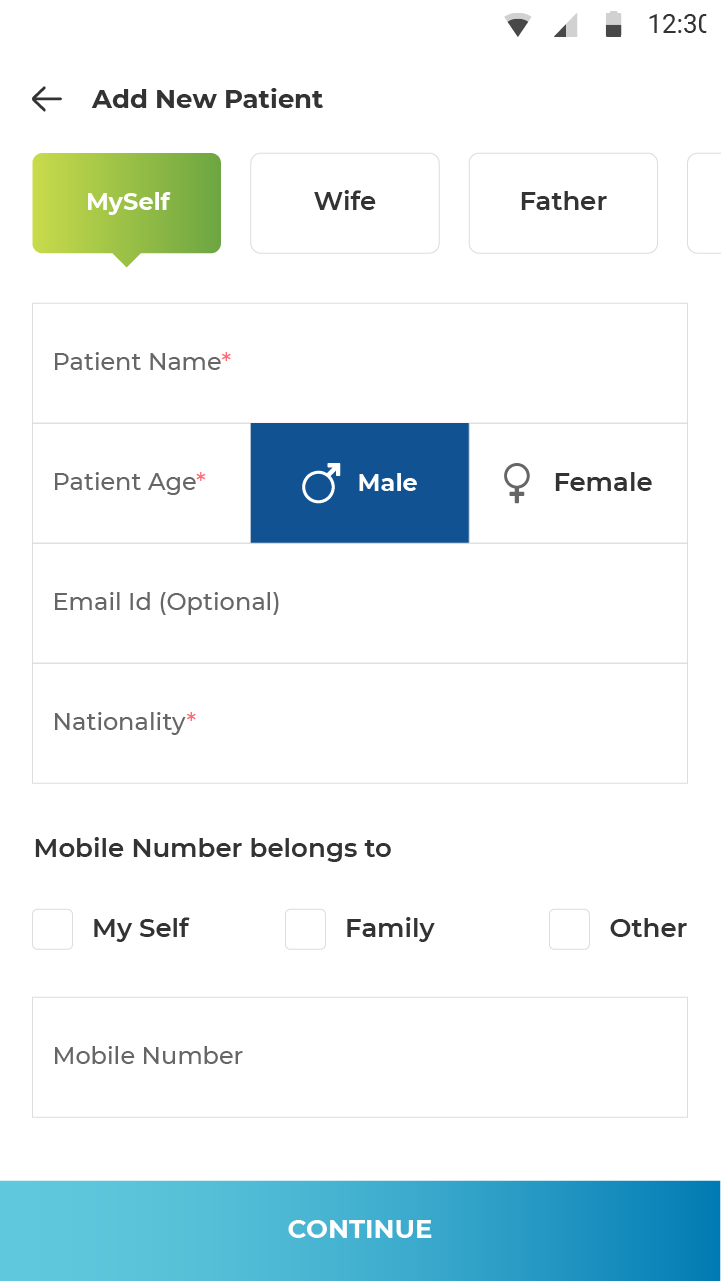 12:30
Add New Patient
MySelf Wife Father
Patient Name*
Patient Age* Male Female
Email Id (Optional)
Nationality*
Mobile Number belongs to
My Self Family Other
Mobile Number
CONTINUE